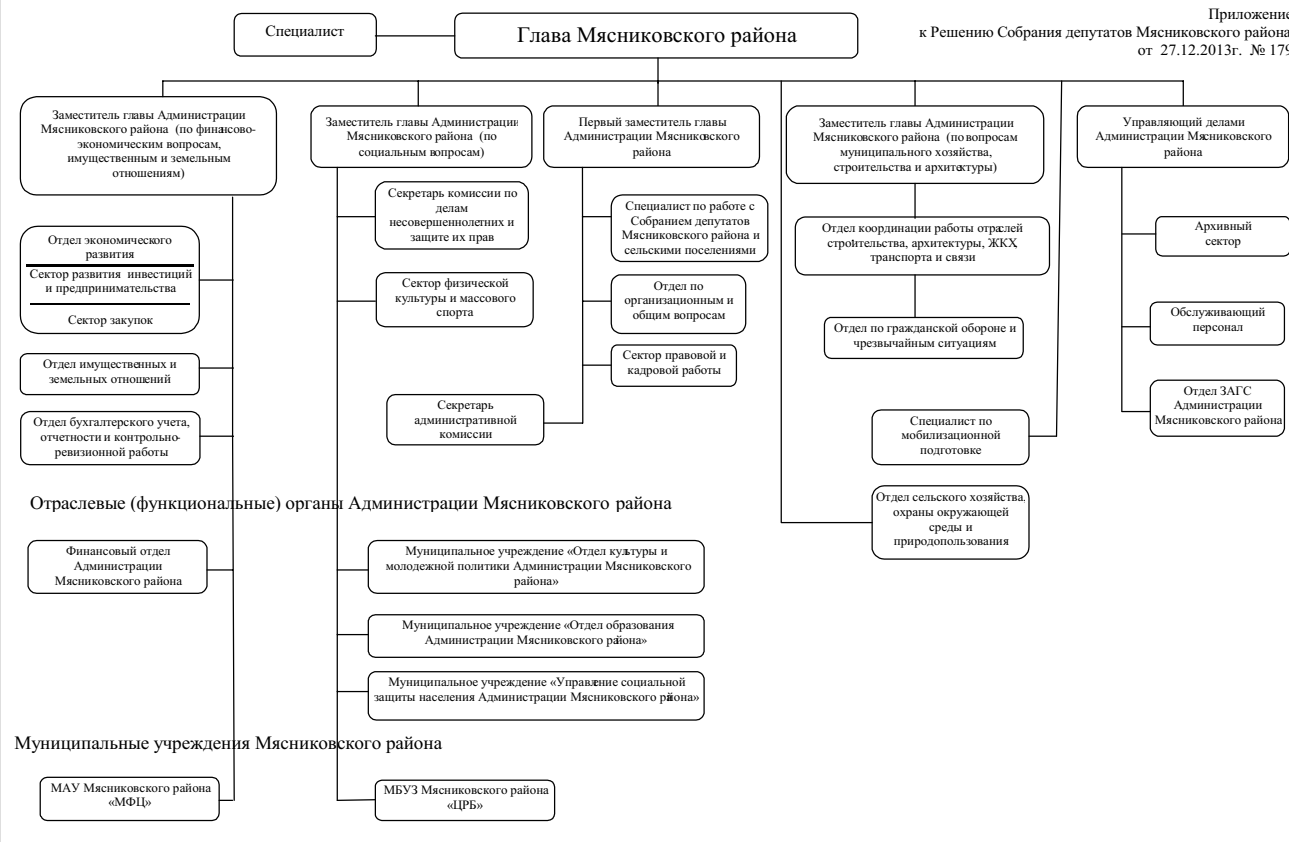 Приложение
к Решению Собрания депутатов Мясниковского района
от 27.12.2013г. № 179
Специалист
Глава Мясниковского района
Заместитель главы Администрации
Мясниковского района (по финансово-
экономическим вопросам,
имущественным и земельным
отношениям)
Заместитель главы Администрации
Мясниковского района (по
социальным вопросам)
Первый заместитель главы
Администрации Мясниковского
района
Заместитель главы Администрации
Мясниковского района (по вопросам
муниципального хозяйства,
строительства и архитектуры)
Управляющий делами
Администрации Мясниковского
района
Отдел экономического
развития
Сектор развития инвестиций
и предпринимательства
Сектор закупок
Отдел имущественных и
земельных отношений
Отдел бухгалтерского учета,
отчетности и контрольно-
ревизионной работы
Секретарь комиссии по
делам
несовершеннолетних и
защите их прав
Сектор физической
культуры и массового
спорта
Специалист по работе с
Собранием депутатов
Мясниковского района и
сельскими поселениями
Отдел по
организационным и
общим вопросам
Сектор правовой и
кадровой работы
Секретарь
административной
комиссии
Отдел координации работы отраслей
строительства, архитектуры, ЖКХ,
транспорта и связи
Отдел по гражданской обороне и
чрезвычайным ситуациям
Специалист по
мобилизационной
подготовке
Отдел сельского хозяйства,
охраны окружающей
среды и
природопользования
Архивный
сектор
Обслуживающий
персонал
Отдел ЗАГС
Администрации
Мясниковского района
Отраслевые (функциональные) органы Администрации Мясниковского района
Финансовый отдел
Администрации
Мясниковского района
Муниципальное учреждение «Отдел культуры и
молодежной политики Администрации Мясниковского
района»
Муниципальное учреждение «Отдел образования
Администрации Мясниковского района»
Муниципальное учреждение «Управление социальной
защиты населения Администрации Мясниковского района»
Муниципальные учреждения Мясниковского района
МАУ Мясниковского района
«МФЦ»
МБУЗ Мясниковского района
«ЦРБ»